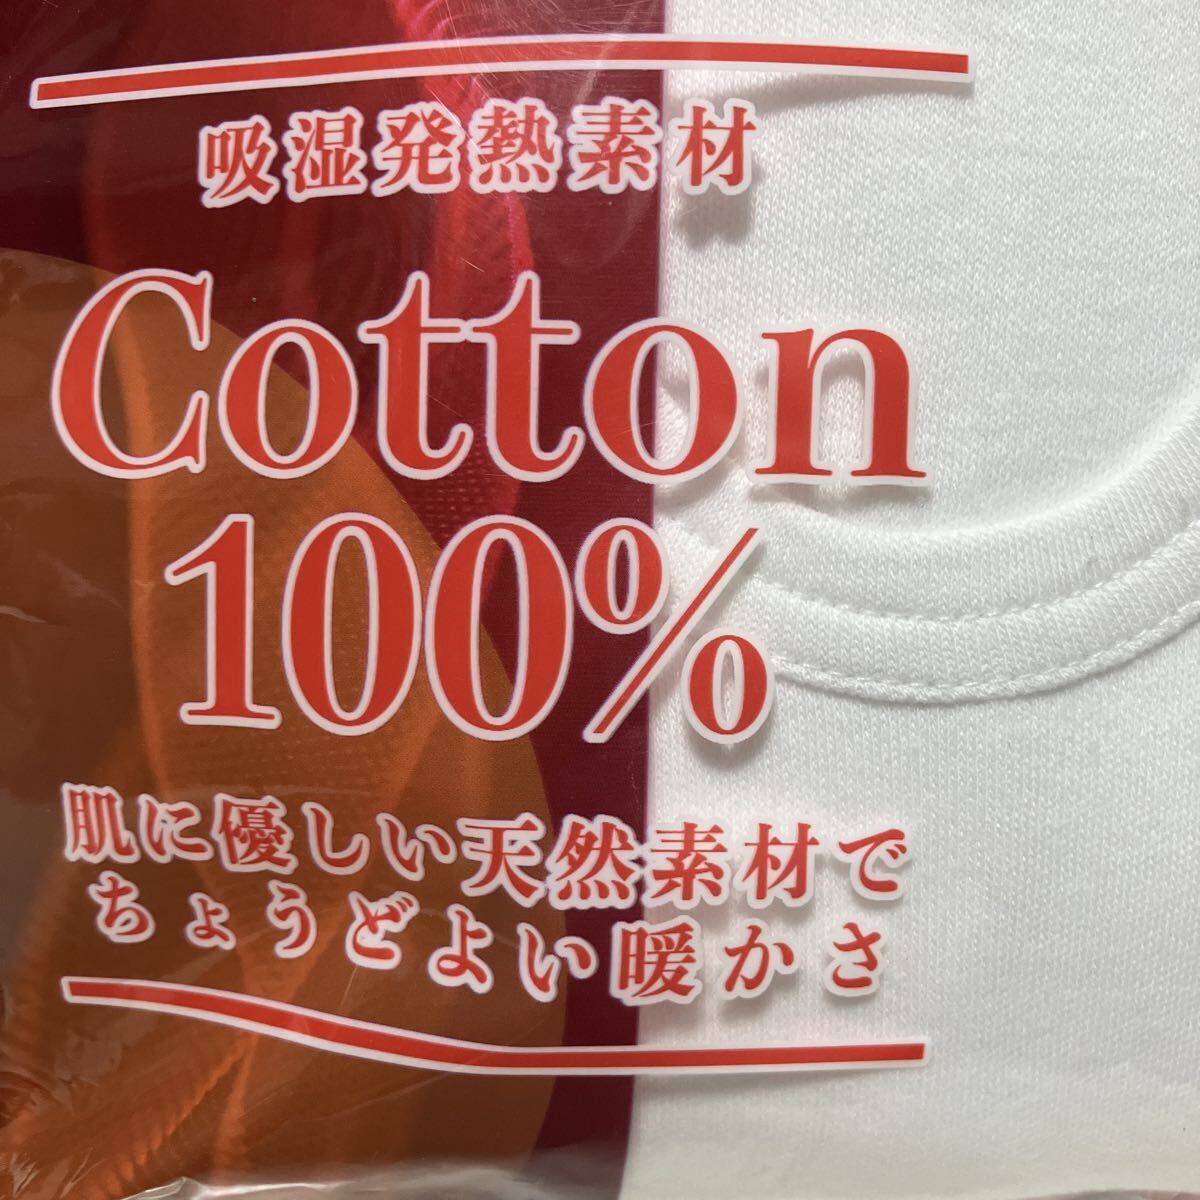 吸湿発熱素材
Cotton
100%
肌に優しい天然素材で
ちょうどよい暖かさ